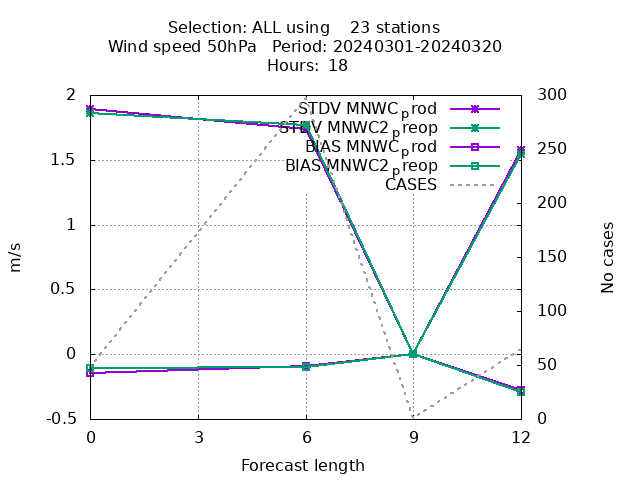 Selection: ALL using    23 stations
Wind speed 50hPa   Period: 20240301-20240320
Hours: 18
STDV MNWC_prod
STDV MNWC2_preop
BIAS MNWC_prod
BIAS MNWC2_preop
CASES
2
1.5
1
0.5
0
-0.5
300
250
200
150
100
50
0
m/s
No cases
0 3 6 9 12
Forecast length